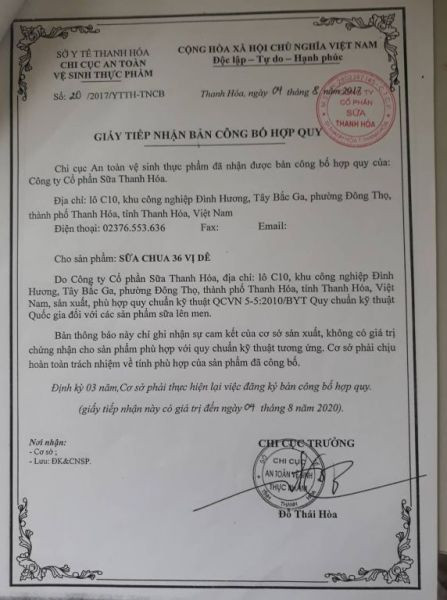 SỞ Y TẾ THANH HÓA
CHI CỤC AN TOÀN
VỆ SINH THỰC PHẨM
Số: 20 /2017/YTTH-TNCB
CỘNG HÒA XÃ HỘI CHỦ NGHĨA VIỆT NAM
Độc lập – Tự do – Hạnh phúc
Thanh Hóa, ngày 04 tháng 8 năm 2017
CÔNG TY
CỔ PHẦN
SỮA
THANH HÓA
GIẤY TIẾP NHẬN BẢN CÔNG BỐ HỢP QUY
Chi cục An toàn vệ sinh thực phẩm đã nhận được bản công bố hợp quy của:
Công ty Cổ phần Sữa Thanh Hóa.
Địa chỉ: lô C10, khu công nghiệp Đình Hương, Tây Bắc Ga, phường Đông Thọ,
thành phố Thanh Hóa, tỉnh Thanh Hóa, Việt Nam
Điện thoại: 02376.553.636 Fax: Email:
Cho sản phẩm: SỮA CHUA 36 VỊ DÊ
Do Công ty Cổ phần Sữa Thanh Hóa, địa chỉ: lô C10, khu công nghiệp Đình
Hương, Tây Bắc Ga, phường Đông Thọ, thành phố Thanh Hóa, tỉnh Thanh Hóa, Việt
Nam, sản xuất, phù hợp quy chuẩn kỹ thuật QCVN 5-5:2010/BYT Quy chuẩn kỹ thuật
Quốc gia đối với các sản phẩm sữa lên men.
Bản thông báo này chỉ ghi nhận sự cam kết của cơ sở sản xuất, không có giá trị
chứng nhận cho sản phẩm phù hợp với quy chuẩn kỹ thuật tương ứng. Cơ sở phải chịu
hoàn toàn trách nhiệm về tính phù hợp của sản phẩm đã công bố.
Định kỳ 03 năm,Cơ sở phải thực hiện lại việc đăng ký bản công bố hợp quy.
(giấy tiếp nhận này có giá trị đến ngày 04 tháng 8 năm 2020).
Nơi nhận:
- Cơ sở ;
- Lưu: ĐK&CNSP.
CHI CỤC TRƯỞNG
CHI CỤC
AN TOÀN VỆ SINH
THỰC PHẨM
Đỗ Thái Hòa